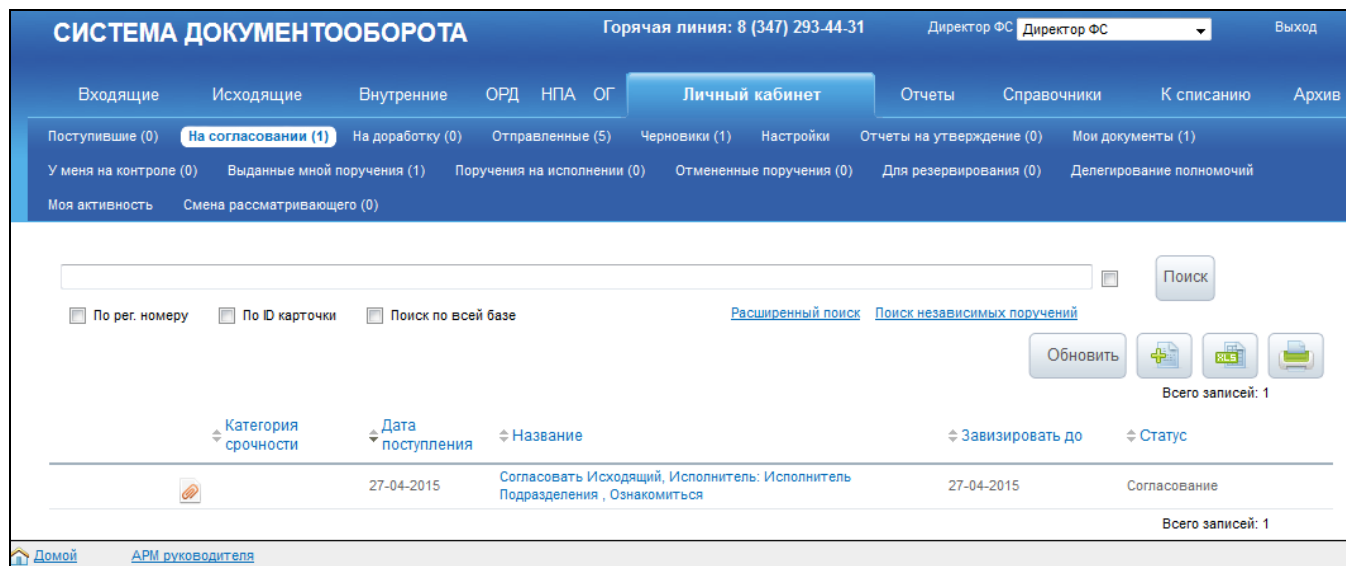 СИСТЕМА ДОКУМЕНТООБОРОТА Горячая линия: 8 (347) 293-44-31 Директор ФС Директор ФС Выход
Входящие Исходящие Внутренние ОРД НПА ОГ Личный кабинет Отчеты Справочники К списанию Архив
Поступившие (0) На согласовании (1) На доработку (0) Отправленные (5) Черновики (1) Настройки Отчеты на утверждение (0) Мои документы (1)
У меня на контроле (0) Выданные мной поручения (1) Поручения на исполнении (0) Отмененные поручения (0) Для резервирования (0) Делегирование полномочий
Моя активность Смена рассматривающего (0)
Поиск
По рег. номеру По ID карточки Поиск по всей базе Расширенный поиск Поиск независимых поручений
Обновить XLS
Всего записей: 1
Категория срочности Дата поступления Название Завизировать до Статус
27-04-2015 Согласовать Исходящий, Исполнитель: Исполнитель Подразделения , Ознакомиться 27-04-2015 Согласование
Всего записей: 1
Домой АРМ руководителя